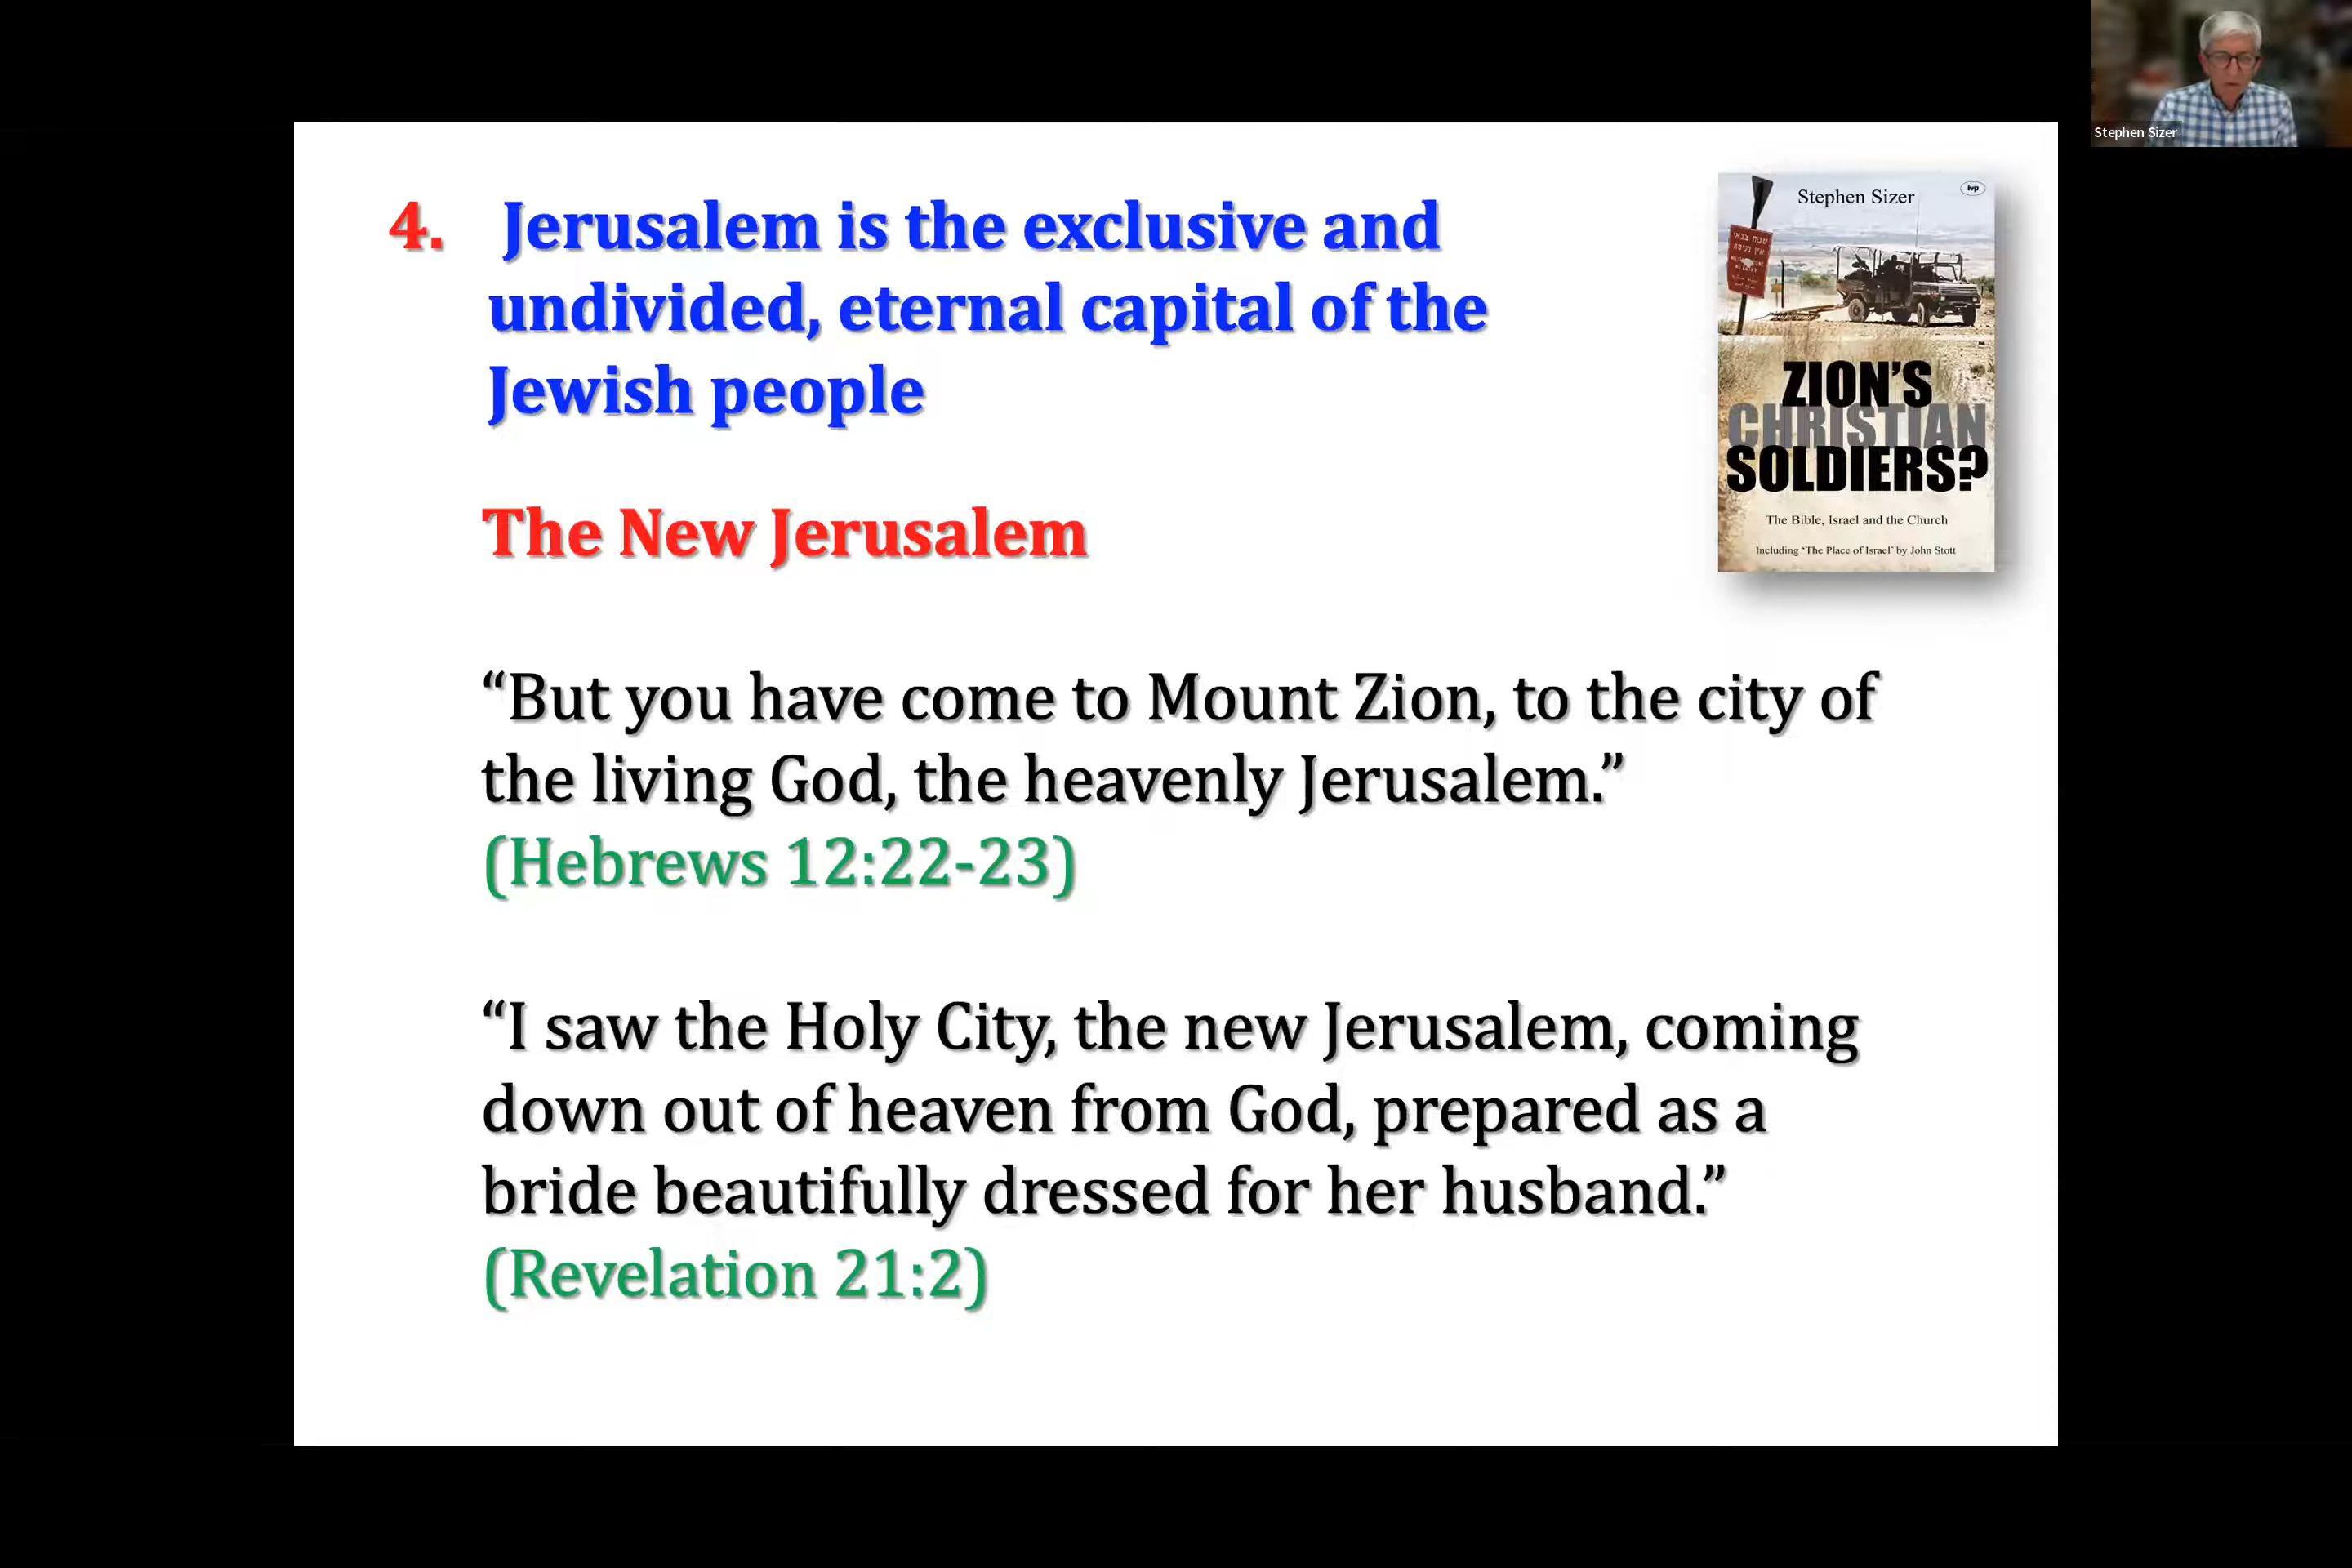 Stephen Sizer
4. Jerusalem is the exclusive and
undivided, eternal capital of the
Jewish people
The New Jerusalem
“But you have come to Mount Zion, to the city of
the living God, the heavenly Jerusalem.”
(Hebrews 12:22-23)
“I saw the Holy City, the new Jerusalem, coming
down out of heaven from God, prepared as a
bride beautifully dressed for her husband.”
(Revelation 21:2)
Stephen Sizer
ivp
ZION’S
CHRISTIAN
SOLDIERS?
The Bible, Israel and the Church
Including ‘The Place of Israel’ by John Stott